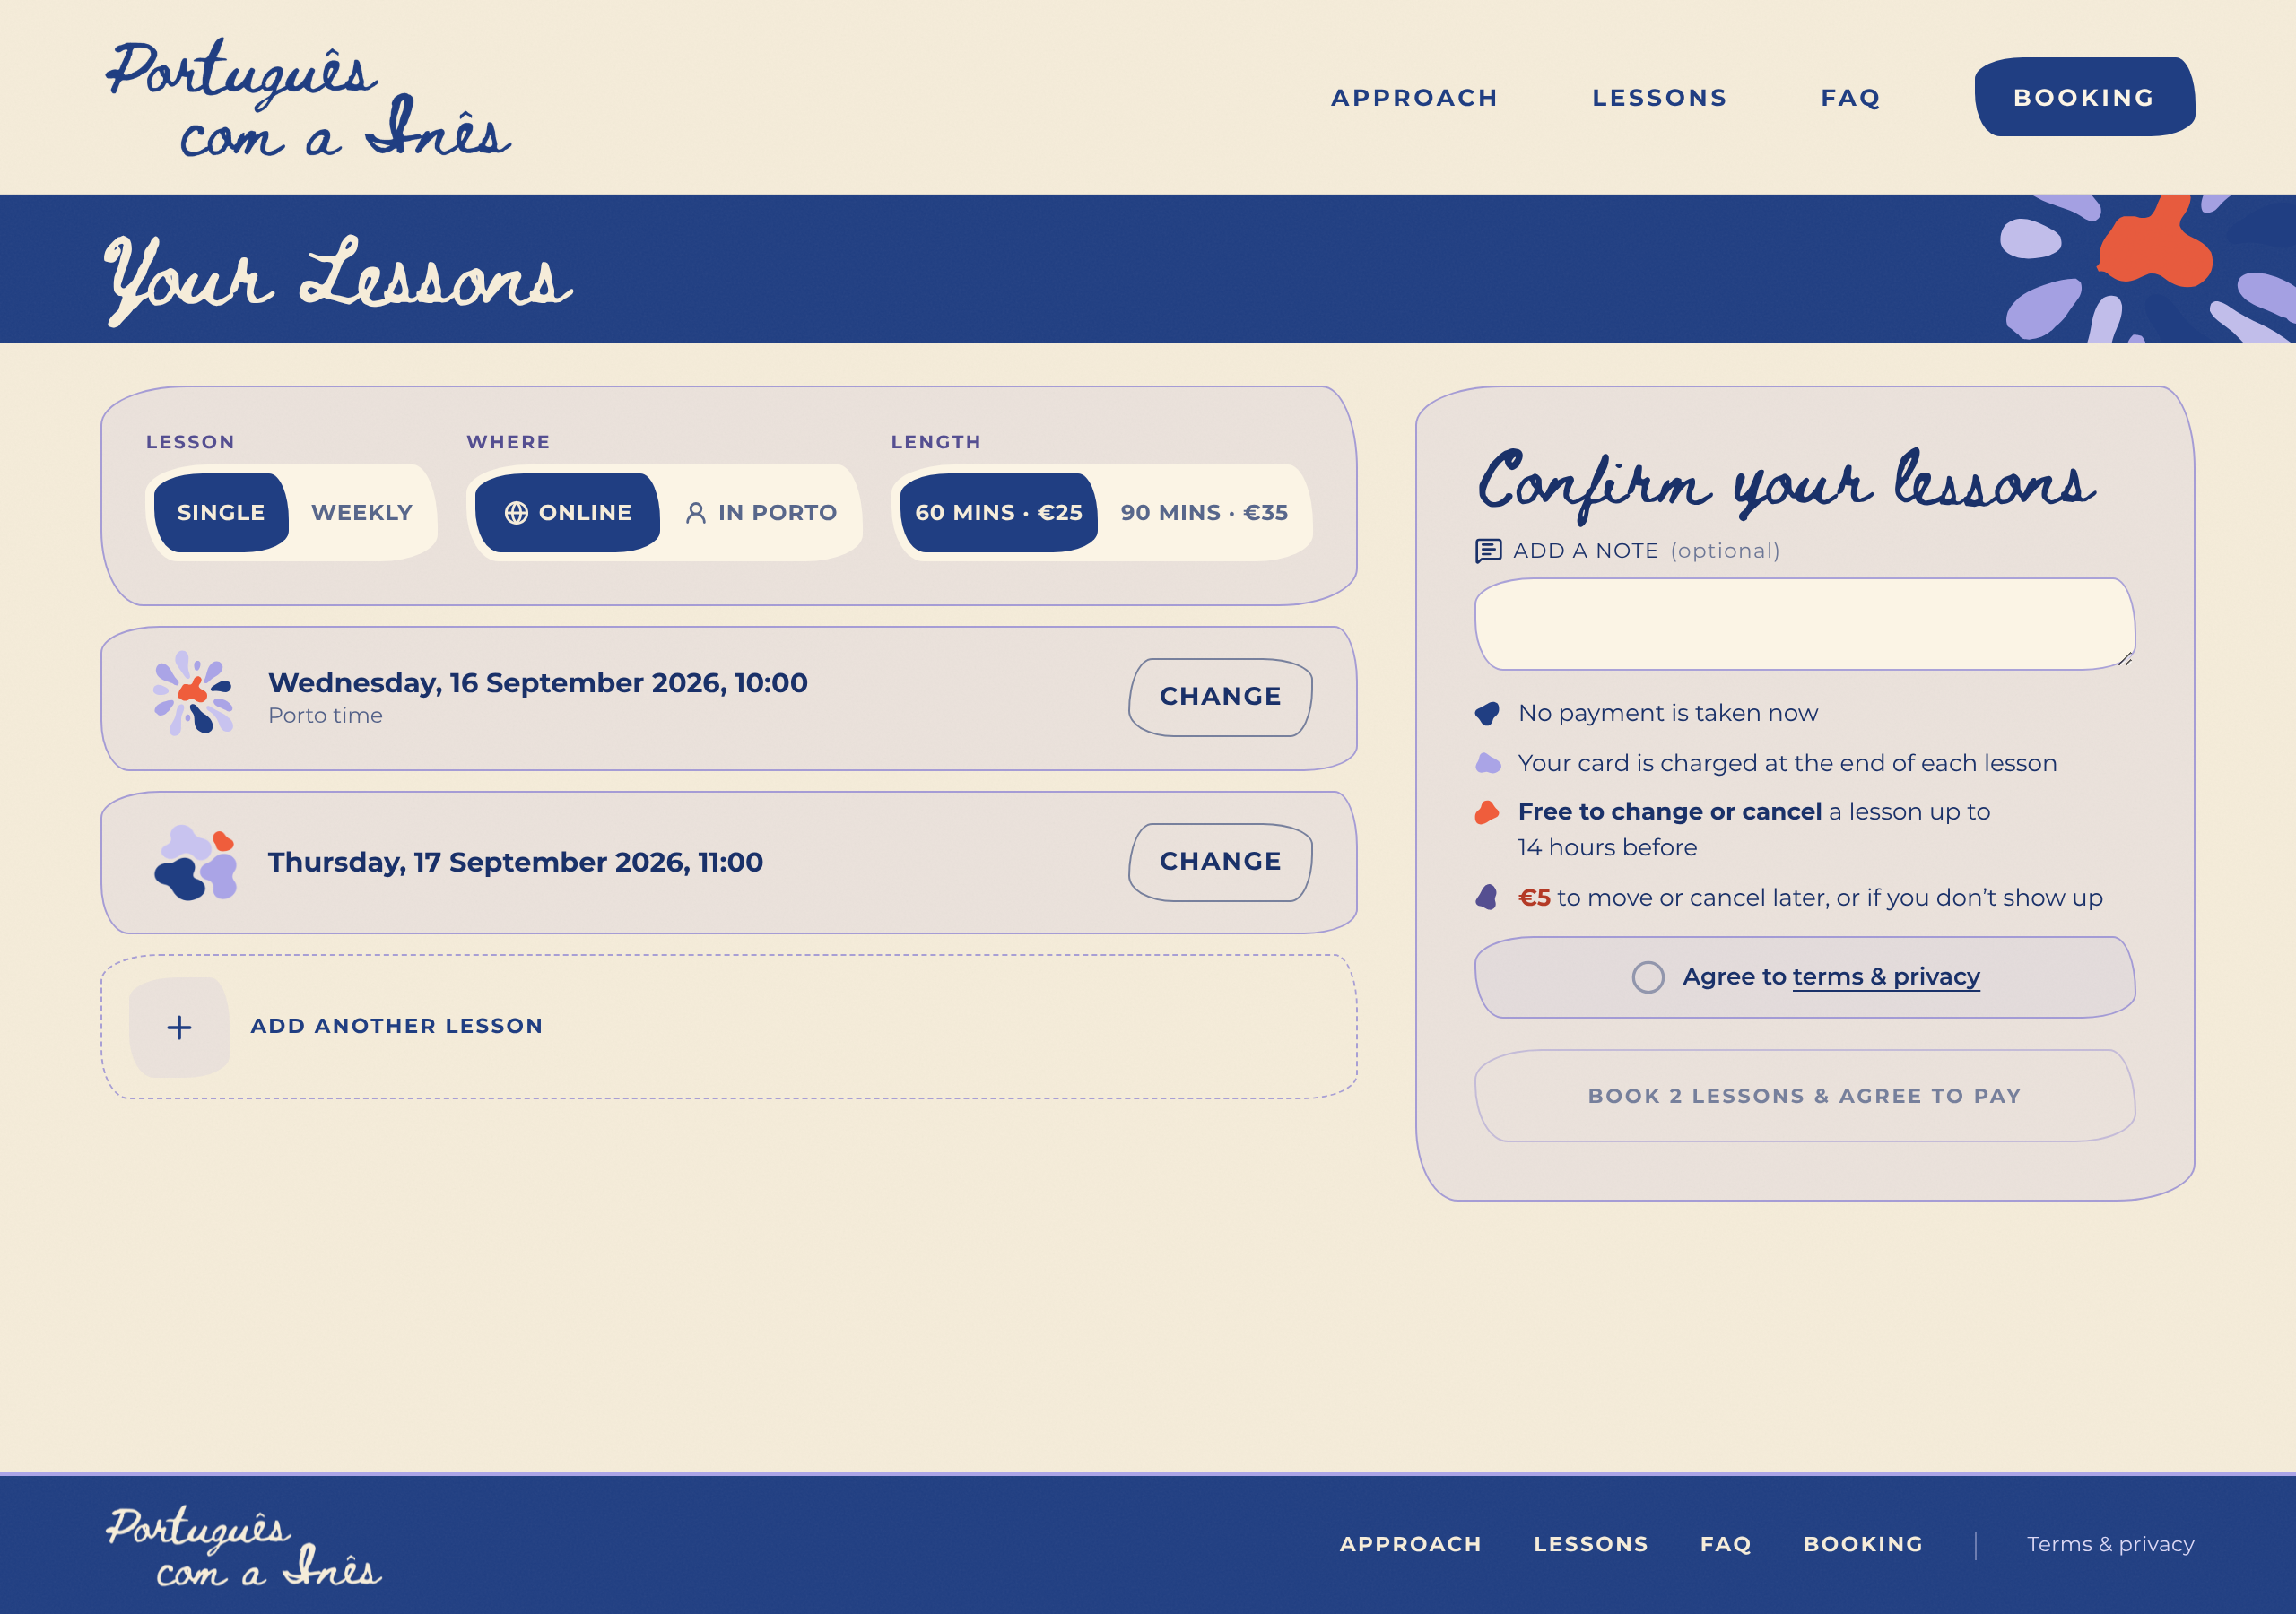 Português
com a Inês
APPROACH LESSONS FAQ BOOKING
Your Lessons
LESSON
SINGLE WEEKLY
WHERE
ONLINE IN PORTO
LENGTH
60 MINS · €25 90 MINS · €35
Wednesday, 16 September 2026, 10:00
Porto time
CHANGE
Thursday, 17 September 2026, 11:00
CHANGE
+ ADD ANOTHER LESSON
Confirm your lessons
ADD A NOTE (optional)
No payment is taken now
Your card is charged at the end of each lesson
Free to change or cancel a lesson up to
14 hours before
€5 to move or cancel later, or if you don’t show up
Agree to terms & privacy
BOOK 2 LESSONS & AGREE TO PAY
Português
com a Inês
APPROACH LESSONS FAQ BOOKING | Terms & privacy